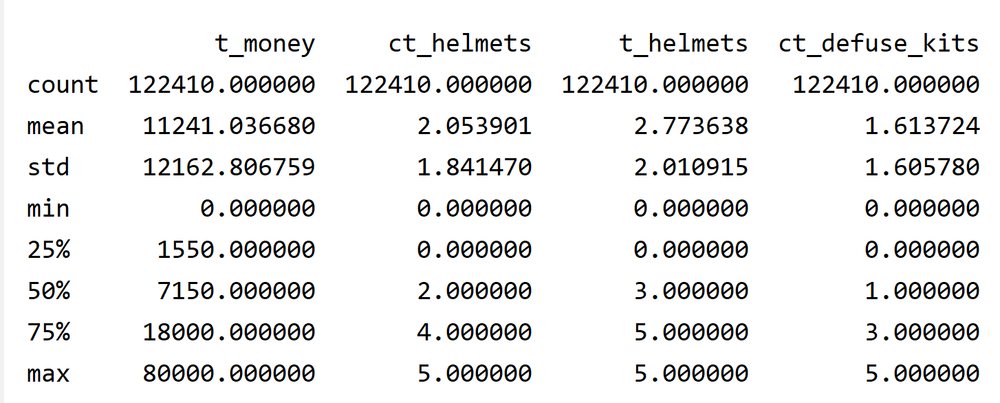 t_money ct_helmets t_helmets ct_defuse_kits
count 122410.000000 122410.000000 122410.000000 122410.000000
mean 11241.036680 2.053901 2.773638 1.613724
std 12162.806759 1.841470 2.010915 1.605780
min 0.000000 0.000000 0.000000 0.000000
25% 1550.000000 0.000000 0.000000 0.000000
50% 7150.000000 2.000000 3.000000 1.000000
75% 18000.000000 4.000000 5.000000 3.000000
max 80000.000000 5.000000 5.000000 5.000000